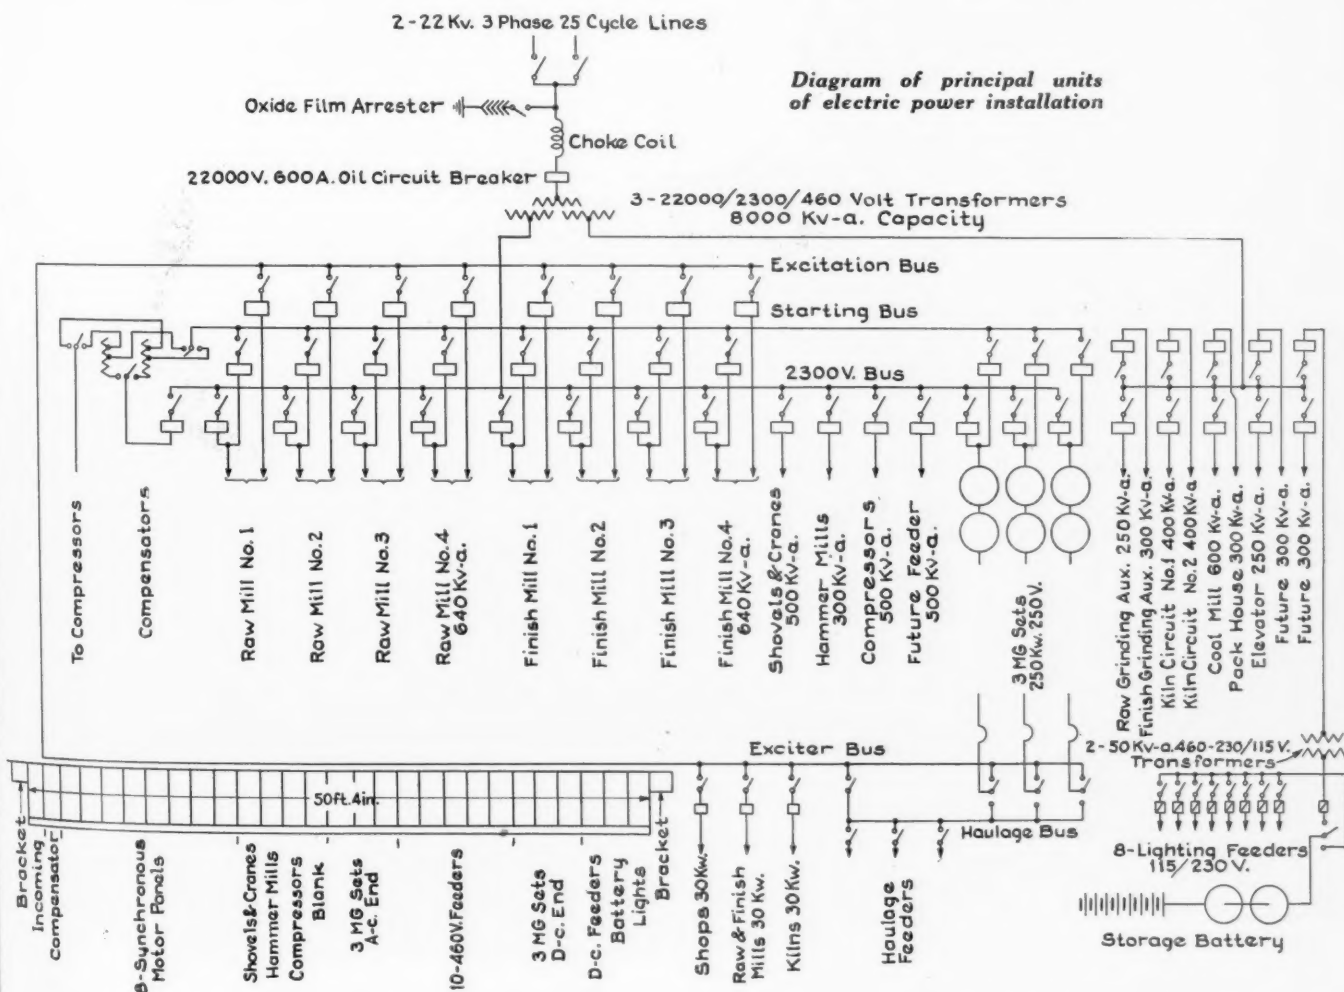 2-22 Kv. 3 Phase 25 Cycle Lines
Diagram of principal units
of electric power installation
Oxide Film Arrester
Choke Coil
22000V. 600A. Oil Circuit Breaker
3-22000/2300/460 Volt Transformers
8000 Kv-a. Capacity
Excitation Bus
Starting Bus
2300V. Bus
To Compressors
Compensators
Raw Mill No. 1
Raw Mill No. 2
Raw Mill No. 3
Raw Mill No. 4
640 Kv-a.
Finish Mill No. 1
Finish Mill No. 2
Finish Mill No. 3
Finish Mill No. 4
640 Kv-a.
Shovels & Cranes
500 Kv-a.
Hammer Mills
300 Kv-a.
Compressors
500 Kv-a.
Future Feeder
500 Kv-a.
3 MG Sets
250 Kw. 250 V.
Raw Grinding Aux. 250 Kv-a.
Finish Grinding Aux. 300 Kv-a.
Kiln Circuit No. 1 400 Kv-a.
Kiln Circuit No. 2 400 Kv-a
Coal Mill 600 Kv-a.
Pack House 300 Kv-a.
Elevator 250 Kv-a.
Future 300 Kv-a.
Future 300 Kv-a.
Exciter Bus
2-50 Kv-a. 460-230/115 V.
Transformers
50 ft. 4 in.
Haulage Bus
8-Lighting Feeders
115/230 V.
Bracket
Incoming
Compensator
8-Synchronous
Motor Panels
Shovels & Cranes
Hammer Mills
Compressors
Blank
3 MG Sets
A-c. End
10-460V. Feeders
3 MG Sets
D-c. End
D-c. Feeders
Battery
Lights
Bracket
Shops 30 Kw.
Raw & Finish
Mills 30 Kw.
Kilns 30 Kw.
Haulage
Feeders
Storage Battery